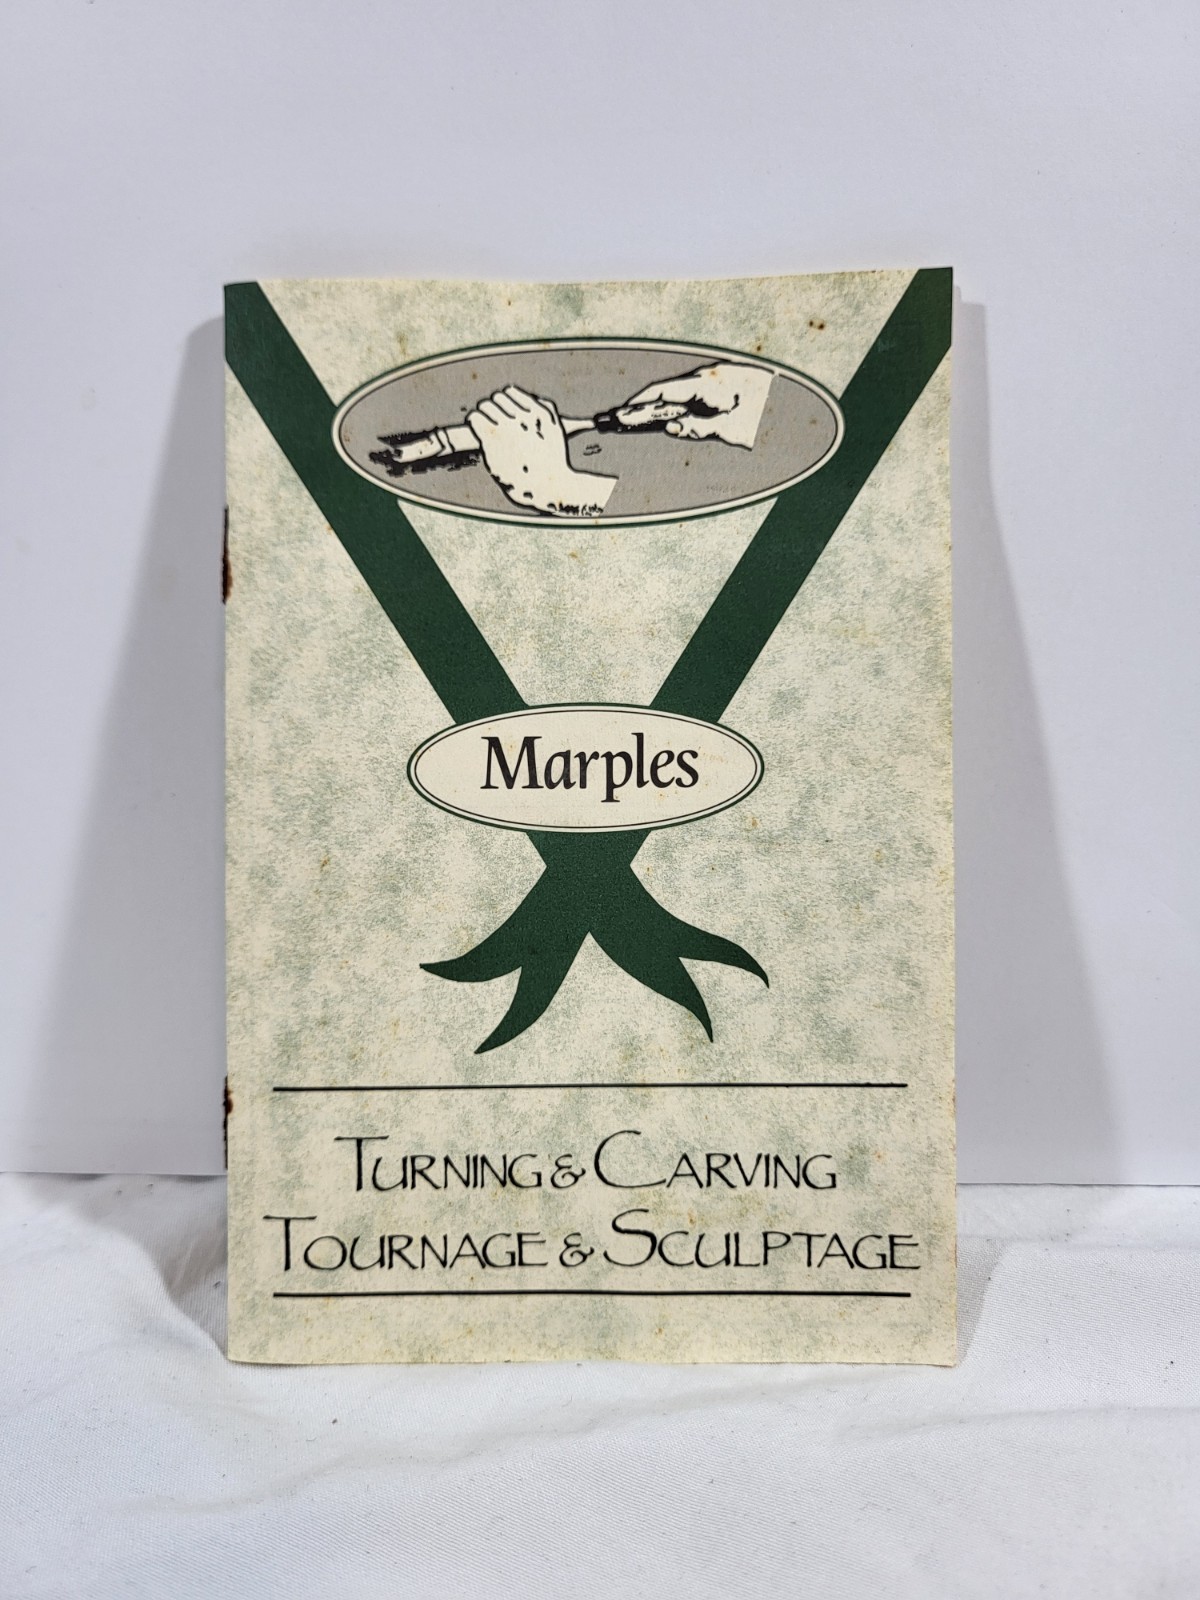 Marples
Turning & Carving
Tournage & Sculptage